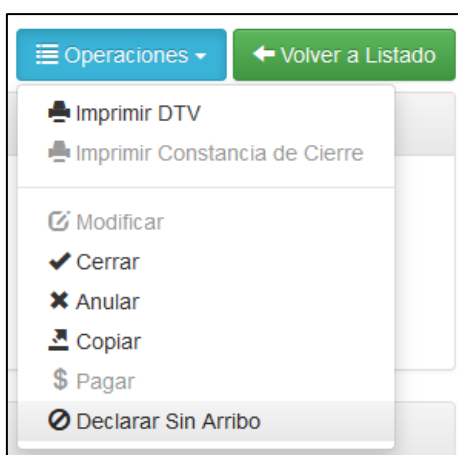 Operaciones
Volver a Listado
Imprimir DTV
Imprimir Constancia de Cierre
Modificar
Cerrar
Anular
Copiar
$ Pagar
Declarar Sin Arribo